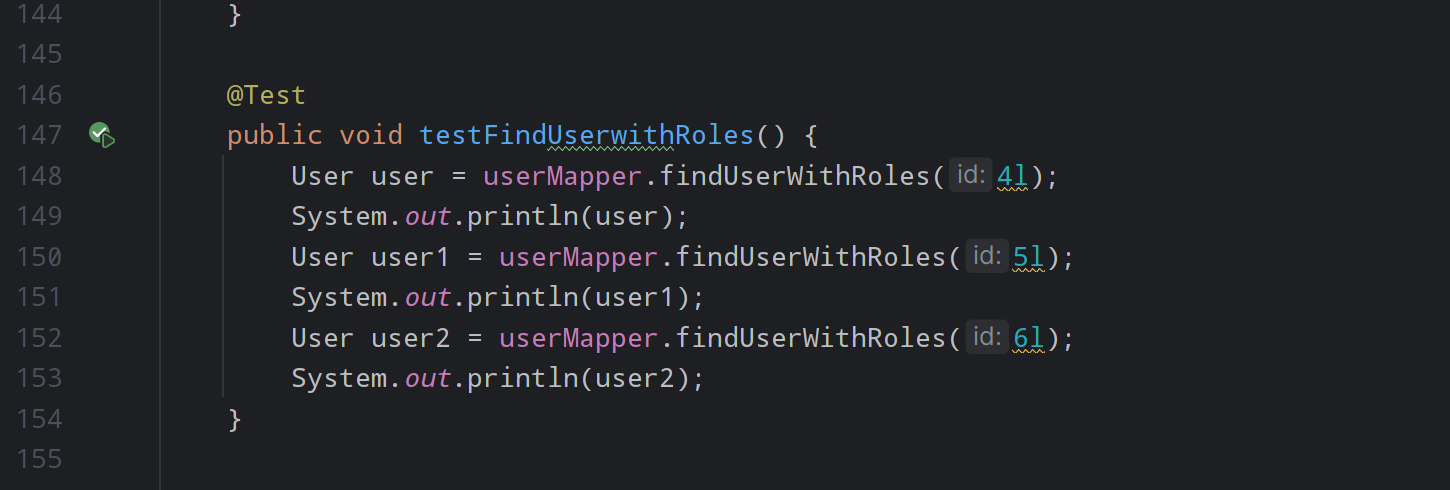 144 }
145
146 @Test
147 public void testFindUserwithRoles() {
148 User user = userMapper.findUserWithRoles( id: 4l);
149 System.out.println(user);
150 User user1 = userMapper.findUserWithRoles( id: 5l);
151 System.out.println(user1);
152 User user2 = userMapper.findUserWithRoles( id: 6l);
153 System.out.println(user2);
154 }
155